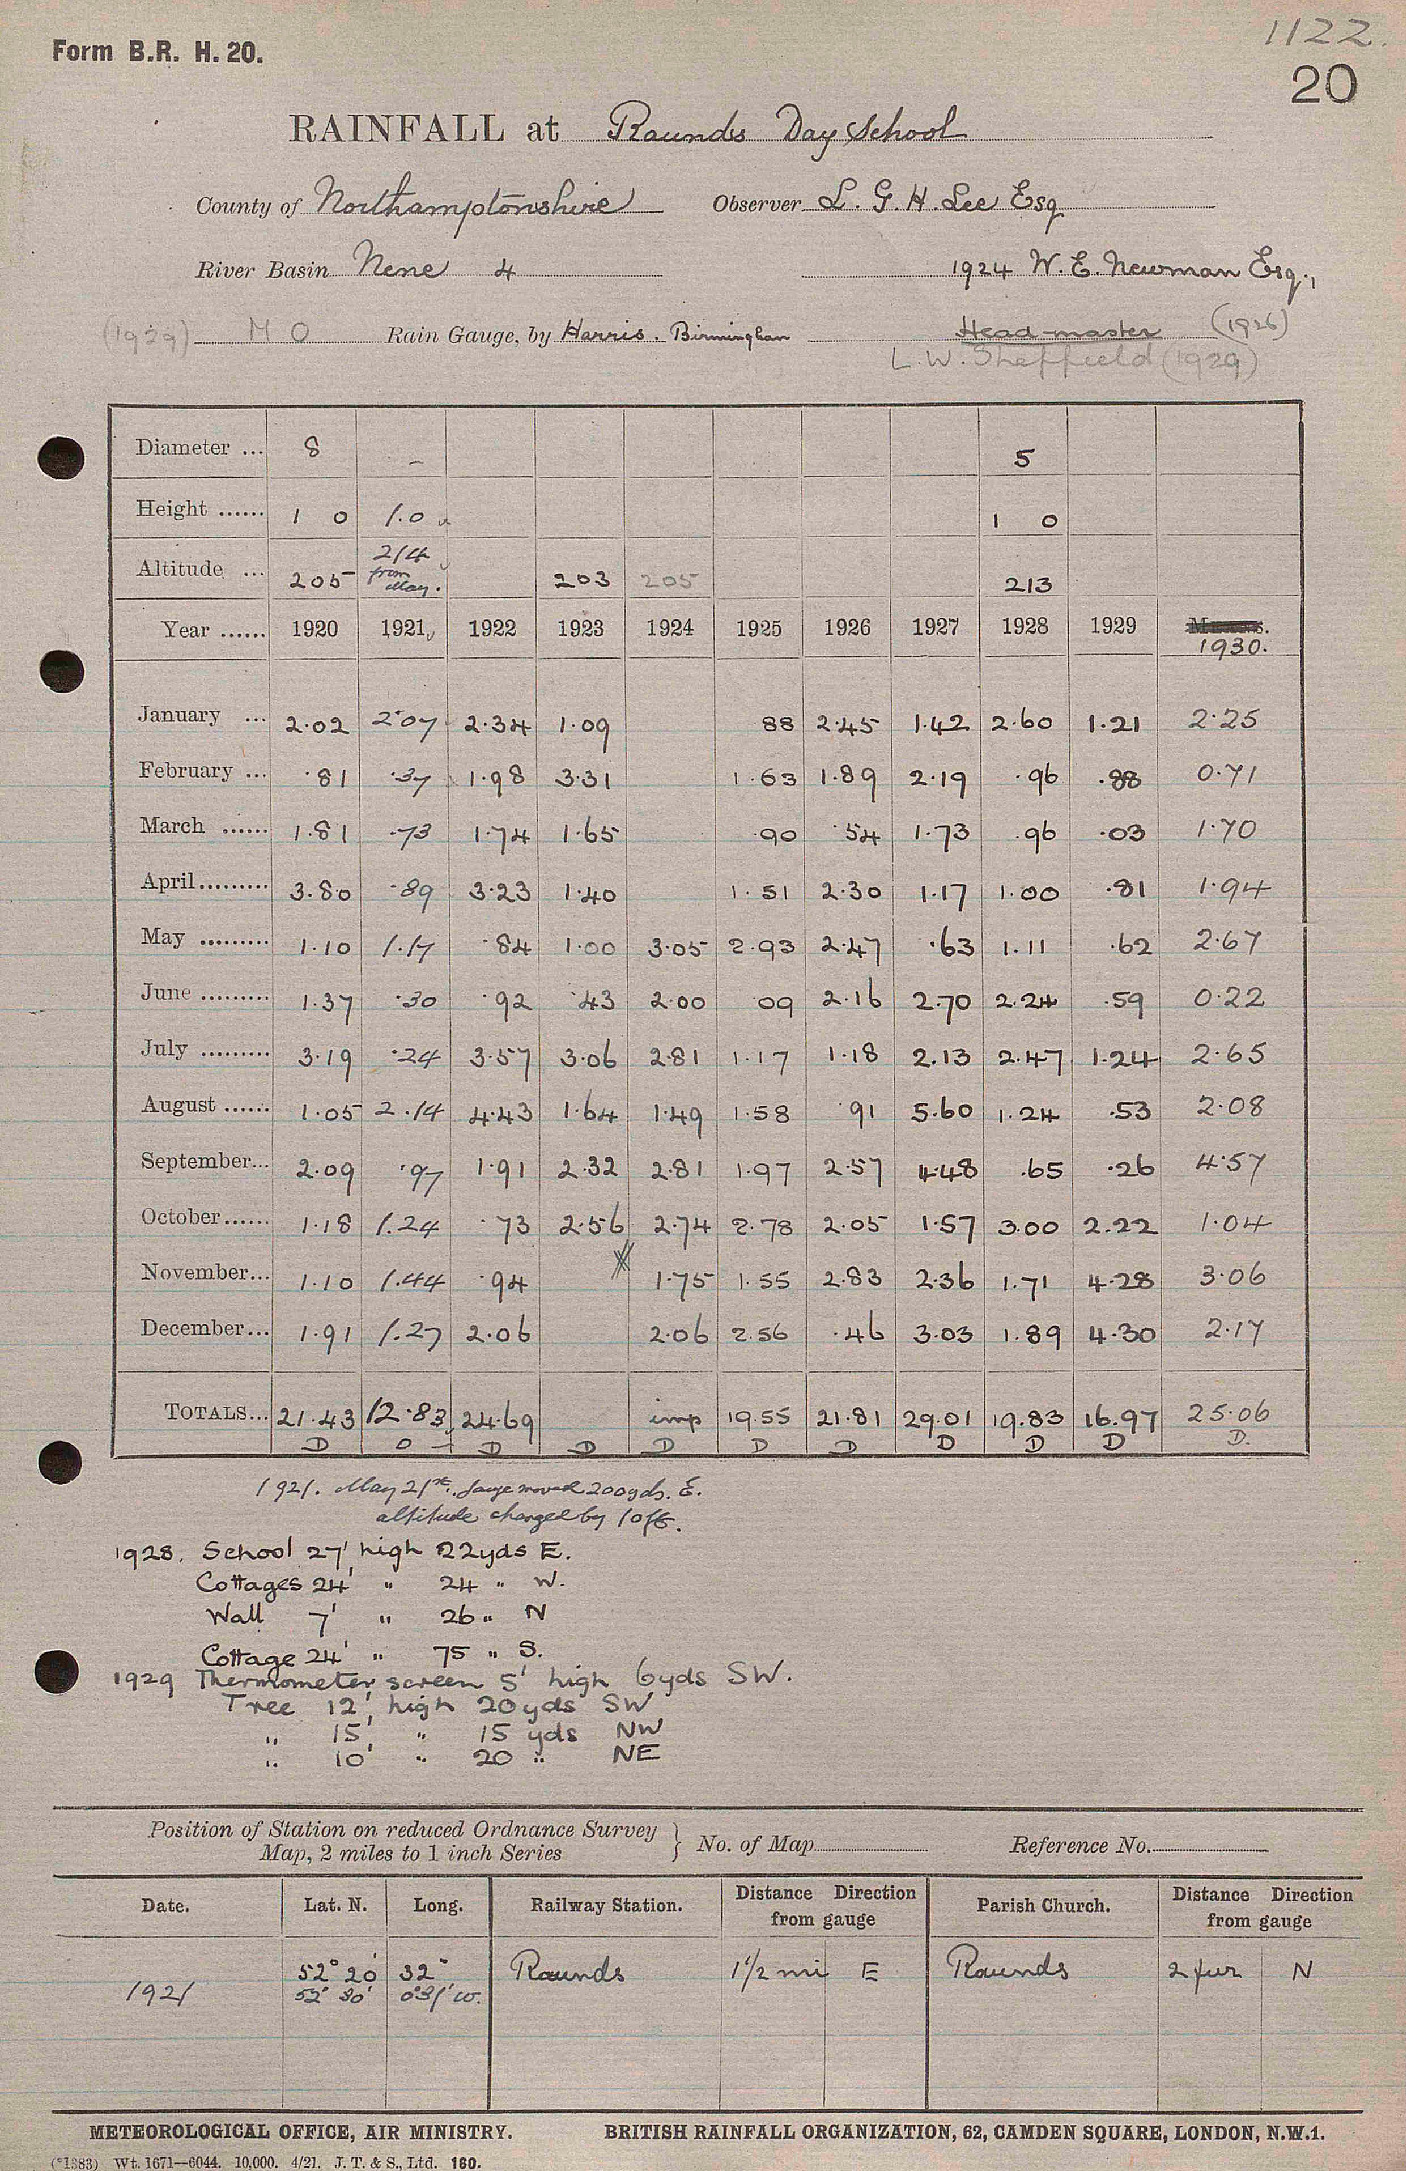 1122.
Form B.R. H. 20.
20
RAINFALL at Raunds Day School
County of Northamptonshire Observer L. G. H. Lee Esq
River Basin Nene 4 1924 W. E. Newman Esq.,
(1929) M O Rain Gauge, by Harris. Birmingham Head-master (1926)
L. W. Sheffield (1929)
Diameter ... 8 – 5
Height ...... 1 0 1.0 1 0
Altitude ... 205 214 from May. 203 205 213
Year ...... 1920 1921 1922 1923 1924 1925 1926 1927 1928 1929 1930.
January ... 2.02 2.07 2.34 1.09 88 2.45 1.42 2.60 1.21 2.25
February ... .81 .37 1.98 3.31 1.63 1.89 2.19 .96 .88 0.71
March ...... 1.81 .73 1.74 1.65 90 .54 1.73 .96 .03 1.70
April ......... 3.80 .89 3.23 1.40 1.51 2.30 1.17 1.00 .81 1.94
May ......... 1.10 1.17 .84 1.00 3.05 2.93 2.47 .63 1.11 .62 2.67
June ......... 1.37 .30 .92 .43 2.00 09 2.16 2.70 2.24 .59 0.22
July ......... 3.19 .24 3.57 3.06 2.81 1.17 1.18 2.13 2.47 1.24 2.65
August ...... 1.05 2.14 4.43 1.64 1.49 1.58 .91 5.60 1.24 .53 2.08
September... 2.09 .97 1.91 2.32 2.81 1.97 2.57 4.48 .65 .26 4.57
October...... 1.18 1.24 .73 2.56 2.74 2.78 2.05 1.57 3.00 2.22 1.04
November... 1.10 1.44 .94 1.75 1.55 2.83 2.36 1.71 4.28 3.06
December... 1.91 1.27 2.06 2.06 2.56 .46 3.03 1.89 4.30 2.17
TOTALS... 21.43 12.83 24.69 imp 19.55 21.81 29.01 19.83 16.97 25.06
D D D D D D D D D D D.
1921. May 21st. Gauge moved 200yds. E.
altitude changed by 10ft.
1928. School 27' high 22yds E.
Cottages 24' " 24 " W.
Wall 7' " 26 " N
Cottage 24' " 75 " S.
1929 Thermometer screen 5' high 6yds SW.
Tree 12' high 20yds SW
" 15' " 15 yds NW
" 10' " 20 " NE
Position of Station on reduced Ordnance Survey Map, 2 miles to 1 inch Series } No. of Map Reference No.
Date. Lat. N. Long. Railway Station. Distance Direction from gauge Parish Church. Distance Direction from gauge
52° 20' 32" Raunds 1½ mi E Raunds 2 fur N
1921 52° 20' 0°31' W.
METEOROLOGICAL OFFICE, AIR MINISTRY. BRITISH RAINFALL ORGANIZATION, 62, CAMDEN SQUARE, LONDON, N.W.1.
(*1383) Wt. 1671—6044. 10,000. 4/21. J. T. & S., Ltd. 160.